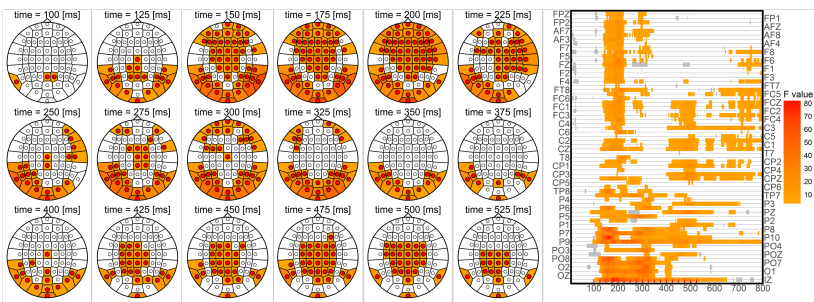 time = 100 [ms] time = 125 [ms] time = 150 [ms] time = 175 [ms] time = 200 [ms] time = 225 [ms]
time = 250 [ms] time = 275 [ms] time = 300 [ms] time = 325 [ms] time = 350 [ms] time = 375 [ms]
time = 400 [ms] time = 425 [ms] time = 450 [ms] time = 475 [ms] time = 500 [ms] time = 525 [ms]
FPZ
FP1
FP2
AFZ
AF7
AF8
AF3
AF4
F7
F8
F5
F6
FZ
F1
F2
F3
F4
FT7
FT8
FC5
FC6
FCZ
FC1
FC2
FC3
FC4
C4
C3
C6
C5
C2
C1
CZ
C7
T8
CP2
CP1
CP4
CP3
CPZ
CP5
CP6
TP8
TP7
P4
P3
P6
PZ
P5
P2
P1
P8
P7
P10
P9
PO4
PO3
POZ
PO8
PO7
O2
O1
OZ
IZ
100 200 300 400 500 600 700 800
F value
80
70
60
50
40
30
20
10